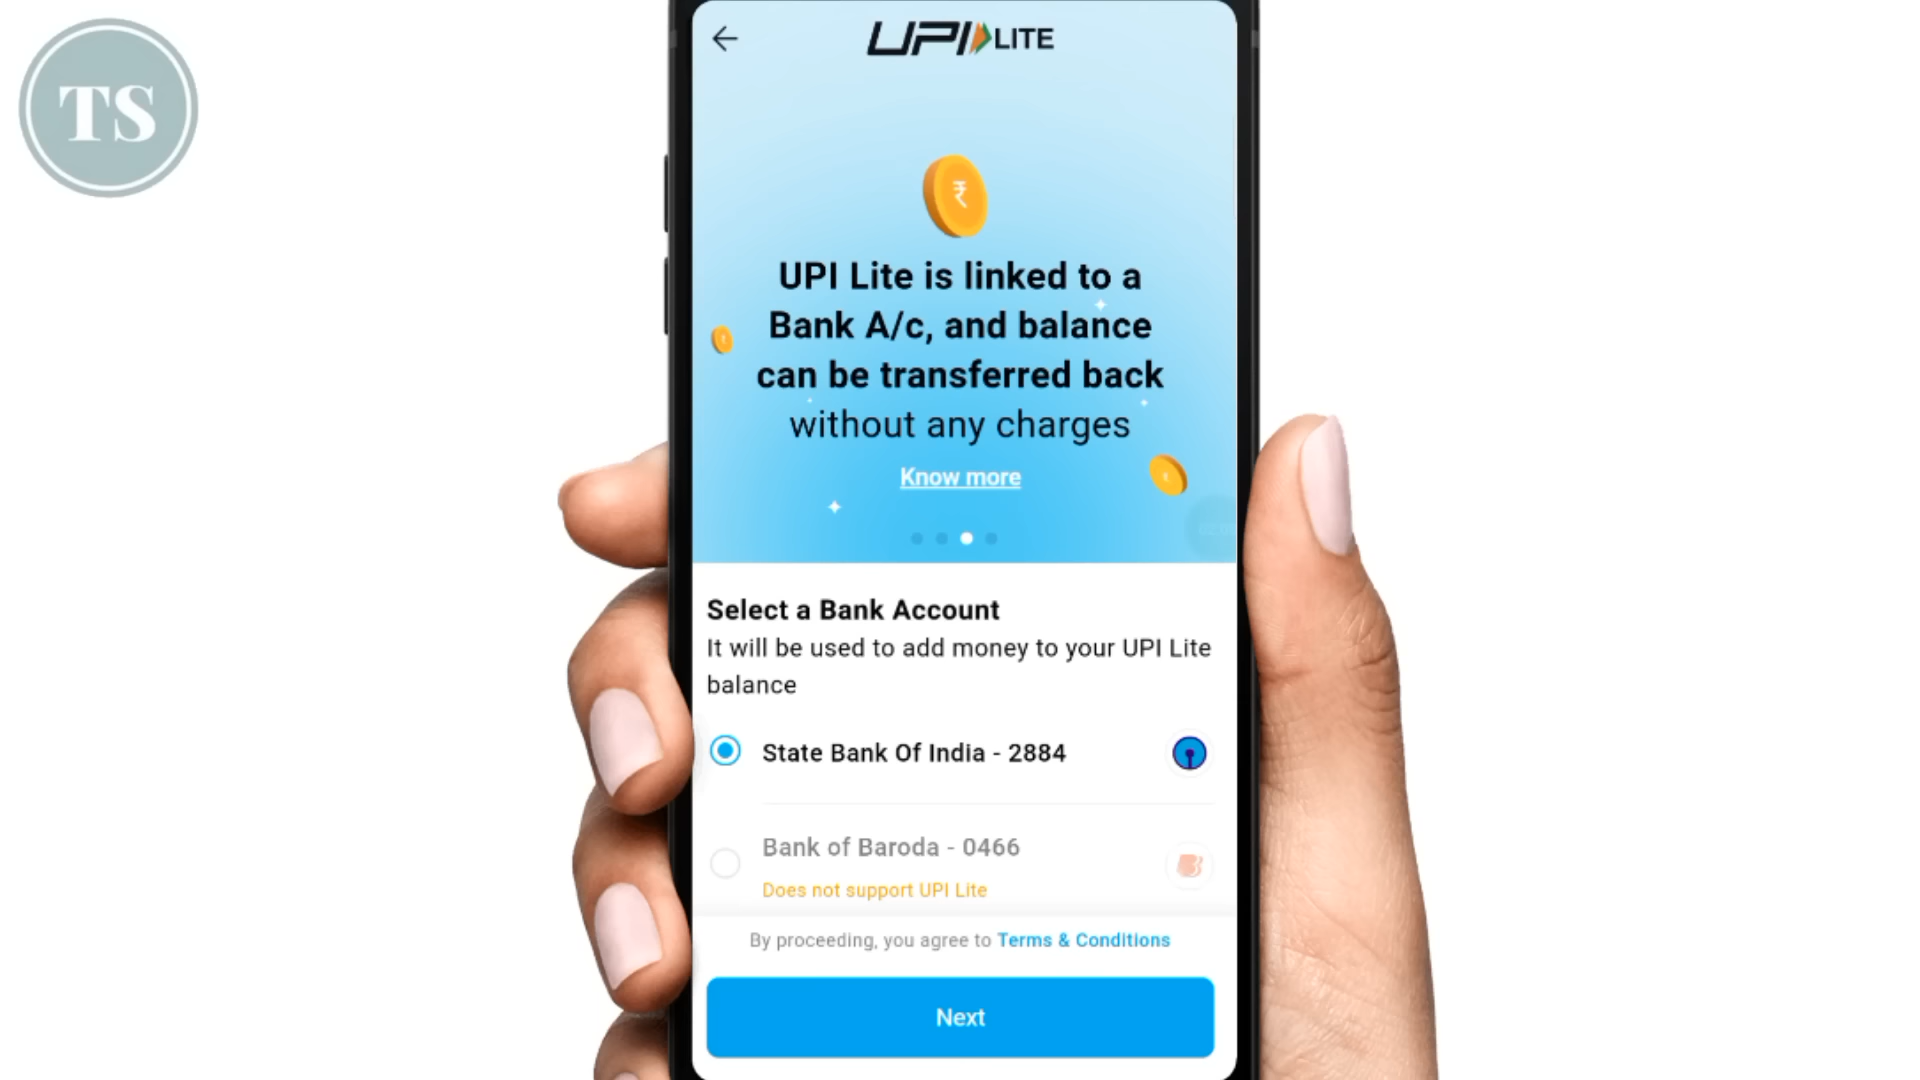 TS
UPI LITE
₹
UPI Lite is linked to a
Bank A/c, and balance
can be transferred back
without any charges
Know more
Select a Bank Account
It will be used to add money to your UPI Lite
balance
State Bank Of India - 2884
Bank of Baroda - 0466
Does not support UPI Lite
By proceeding, you agree to Terms & Conditions
Next